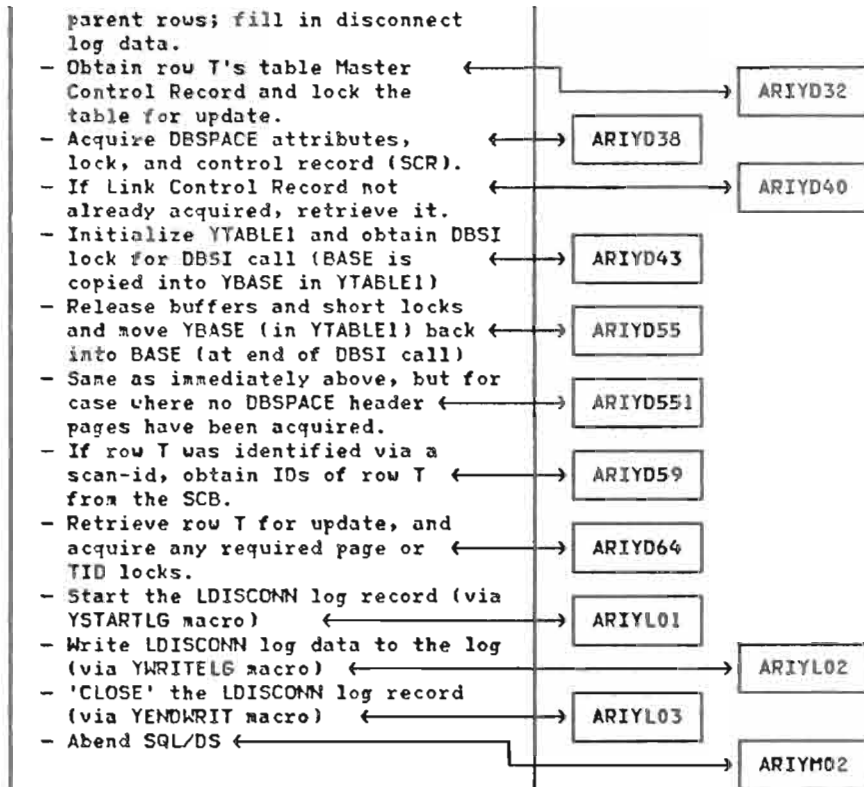 parent rows; fill in disconnect
log data.
- Obtain row T's table Master
Control Record and lock the
table for update.
ARIYD32
- Acquire DBSPACE attributes,
lock, and control record (SCR).
ARIYD38
- If Link Control Record not
already acquired, retrieve it.
ARIYD40
- Initialize YTABLE1 and obtain DBSI
lock for DBSI call (BASE is
copied into YBASE in YTABLE1)
ARIYD43
- Release buffers and short locks
and move YBASE (in YTABLE1) back
into BASE (at end of DBSI call)
ARIYD55
- Same as immediately above, but for
case where no DBSPACE header
pages have been acquired.
ARIYD551
- If row T was identified via a
scan-id, obtain IDs of row T
from the SCB.
ARIYD59
- Retrieve row T for update, and
acquire any required page or
TID locks.
ARIYD64
- Start the LDISCONN log record (via
YSTARTLG macro)
ARIYL01
- Write LDISCONN log data to the log
(via YWRITELG macro)
ARIYL02
- 'CLOSE' the LDISCONN log record
(via YENDWRIT macro)
ARIYL03
- Abend SQL/DS
ARIYM02